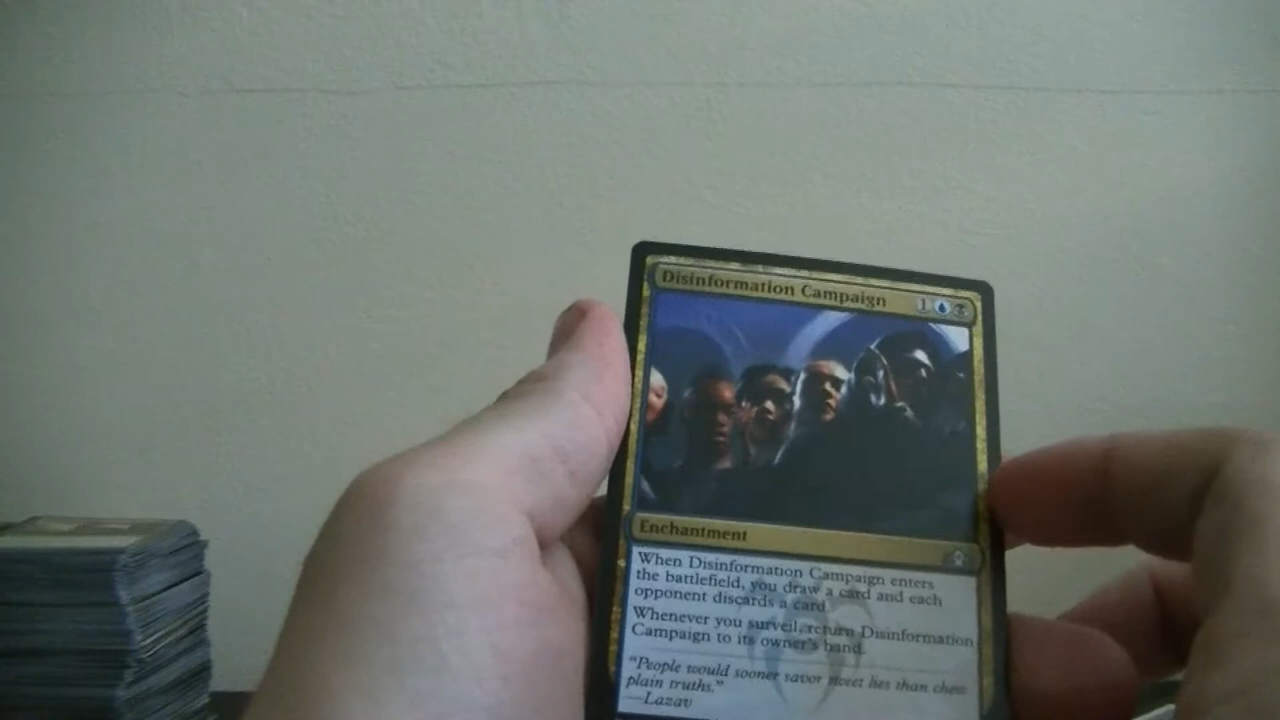 Disinformation Campaign 1
Enchantment
When Disinformation Campaign enters
the battlefield, you draw a card and each
opponent discards a card.
Whenever you surveil, return Disinformation
Campaign to its owner's hand.
"People would sooner savor sweet lies than chew
plain truths."
—Lazav